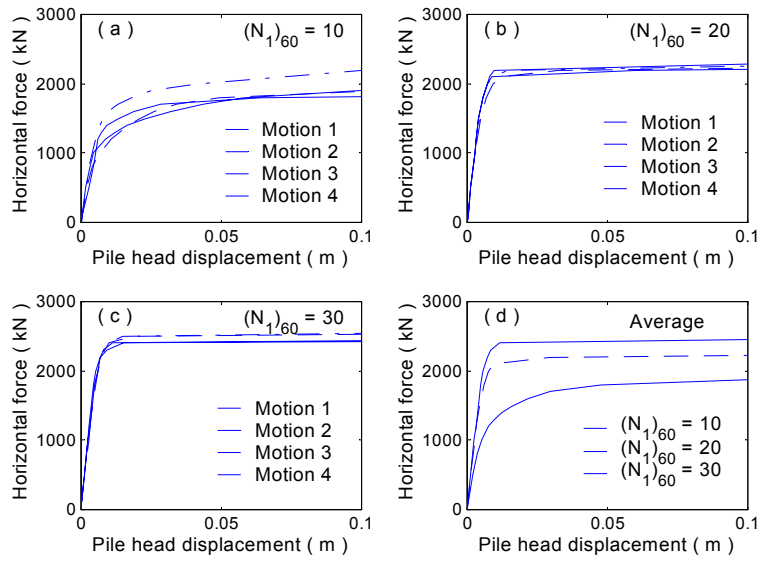 ( a )
(N1)60 = 10
Horizontal force ( kN )
3000
2000
1000
0
Motion 1
Motion 2
Motion 3
Motion 4
0
0.05
0.1
Pile head displacement ( m )
( b )
(N1)60 = 20
Horizontal force ( kN )
3000
2000
1000
0
Motion 1
Motion 2
Motion 3
Motion 4
0
0.05
0.1
Pile head displacement ( m )
( c )
(N1)60 = 30
Horizontal force ( kN )
3000
2000
1000
0
Motion 1
Motion 2
Motion 3
Motion 4
0
0.05
0.1
Pile head displacement ( m )
( d )
Average
Horizontal force ( kN )
3000
2000
1000
0
(N1)60 = 10
(N1)60 = 20
(N1)60 = 30
0
0.05
0.1
Pile head displacement ( m )